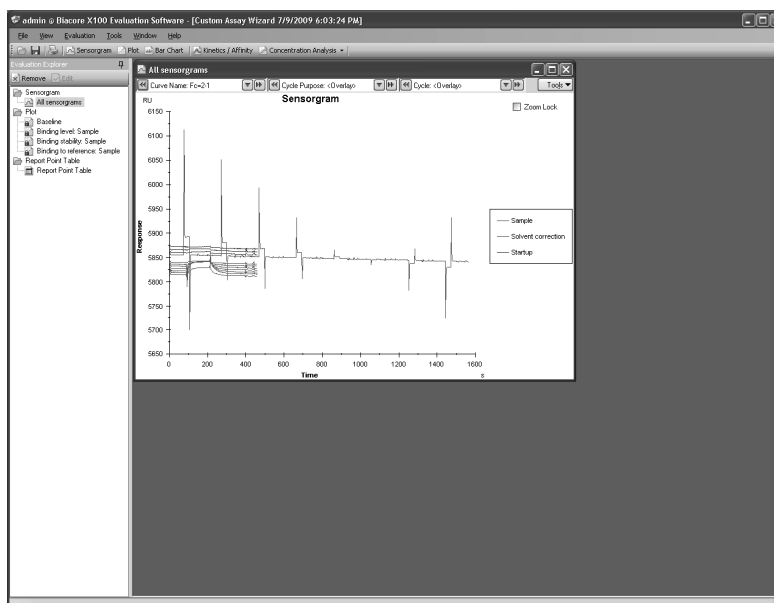 admin @ Biacore X100 Evaluation Software - [Custom Assay Wizard 7/9/2009 6:03:24 PM]
File View Evaluation Tools Window Help
Sensorgram Plot Bar Chart Kinetics / Affinity Concentration Analysis
Evaluation Explorer
Remove Edit
Sensorgram
All sensorgrams
Plot
Baseline
Binding level: Sample
Binding stability: Sample
Binding to reference: Sample
Report Point Table
Report Point Table
All sensorgrams
Curve Name: Fc=2-1 Cycle Purpose: <Overlay> Cycle: <Overlay> Tools
Sensorgram
Zoom Lock
RU
6150
6100
6050
6000
5950
5900
5850
5800
5750
5700
5650
Response
0 200 400 600 800 1000 1200 1400 1600
Time
s
Sample
Solvent correction
Startup